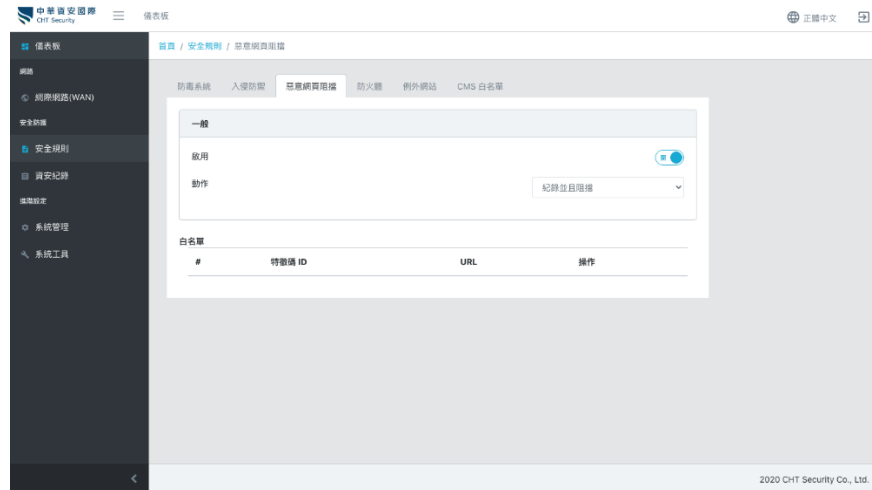 中華資安國際
CHT Security
儀表板
正體中文
儀表板
網路
網際網路(WAN)
安全防護
安全規則
資安紀錄
進階設定
系統管理
系統工具
首頁 / 安全規則 / 惡意網頁阻擋
防毒系統 入侵防禦 惡意網頁阻擋 防火牆 例外網站 CMS 白名單
一般
啟用
開
動作
紀錄並且阻擋
白名單
# 特徵碼 ID URL 操作
2020 CHT Security Co., Ltd.